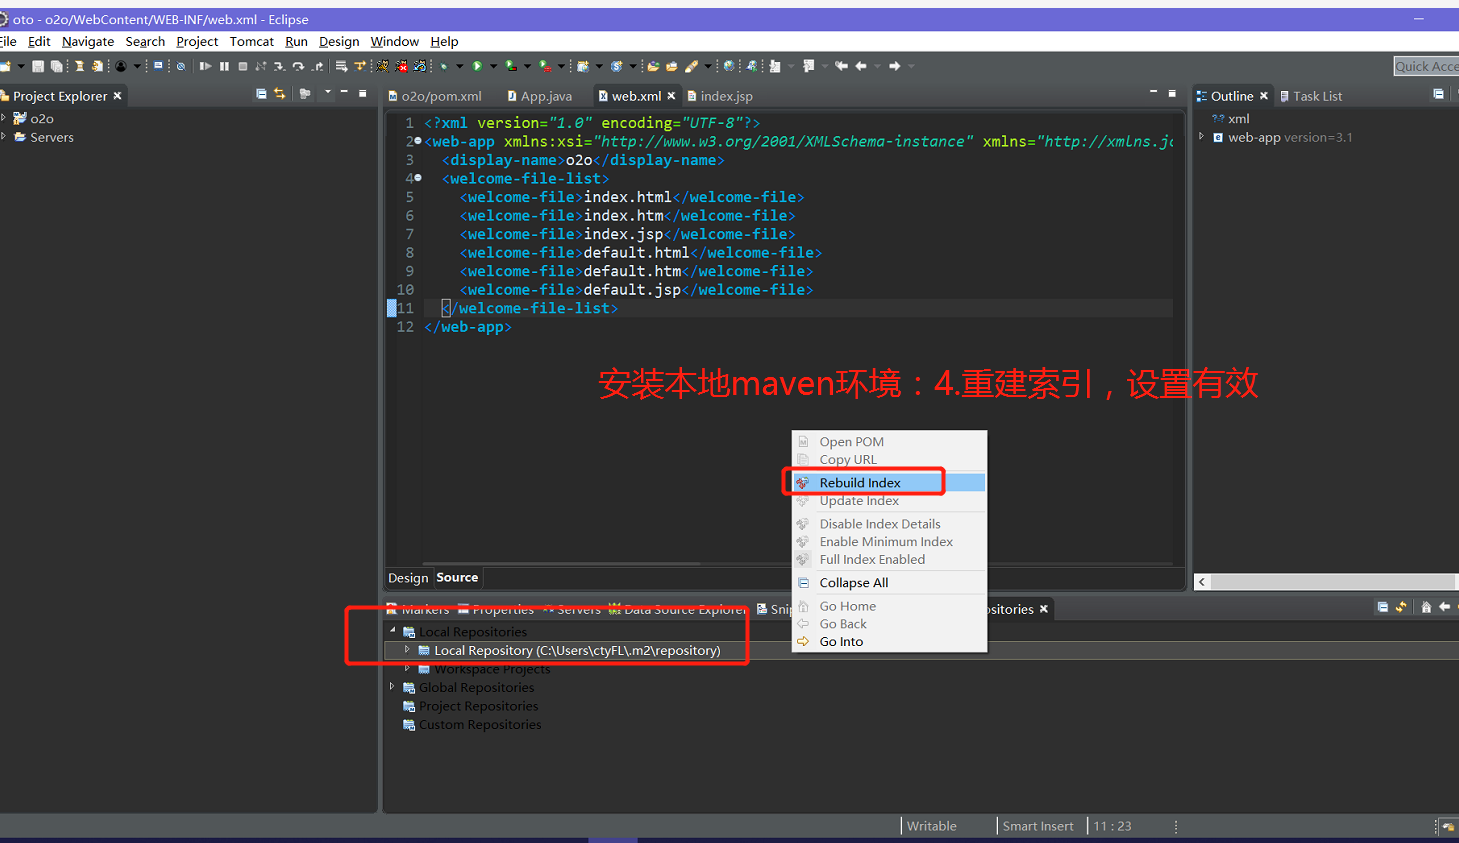 oto - o2o/WebContent/WEB-INF/web.xml - Eclipse
File Edit Navigate Search Project Tomcat Run Design Window Help
Quick Acce
Project Explorer
o2o
Servers
o2o/pom.xml App.java web.xml index.jsp
1 <?xml version="1.0" encoding="UTF-8"?>
2 <web-app xmlns:xsi="http://www.w3.org/2001/XMLSchema-instance" xmlns="http://xmlns.jc
3 <display-name>o2o</display-name>
4 <welcome-file-list>
5 <welcome-file>index.html</welcome-file>
6 <welcome-file>index.htm</welcome-file>
7 <welcome-file>index.jsp</welcome-file>
8 <welcome-file>default.html</welcome-file>
9 <welcome-file>default.htm</welcome-file>
10 <welcome-file>default.jsp</welcome-file>
11 </welcome-file-list>
12 </web-app>
安装本地maven环境：4.重建索引，设置有效
Outline Task List
xml
web-app version=3.1
Open POM
Copy URL
Rebuild Index
Update Index
Disable Index Details
Enable Minimum Index
Full Index Enabled
Collapse All
Go Home
Go Back
Go Into
Design Source
Markers Properties Servers Data Source Explorer Snip ositories
Local Repositories
Local Repository (C:\Users\ctyFL\.m2\repository)
Workspace Projects
Global Repositories
Project Repositories
Custom Repositories
Writable Smart Insert 11 : 23